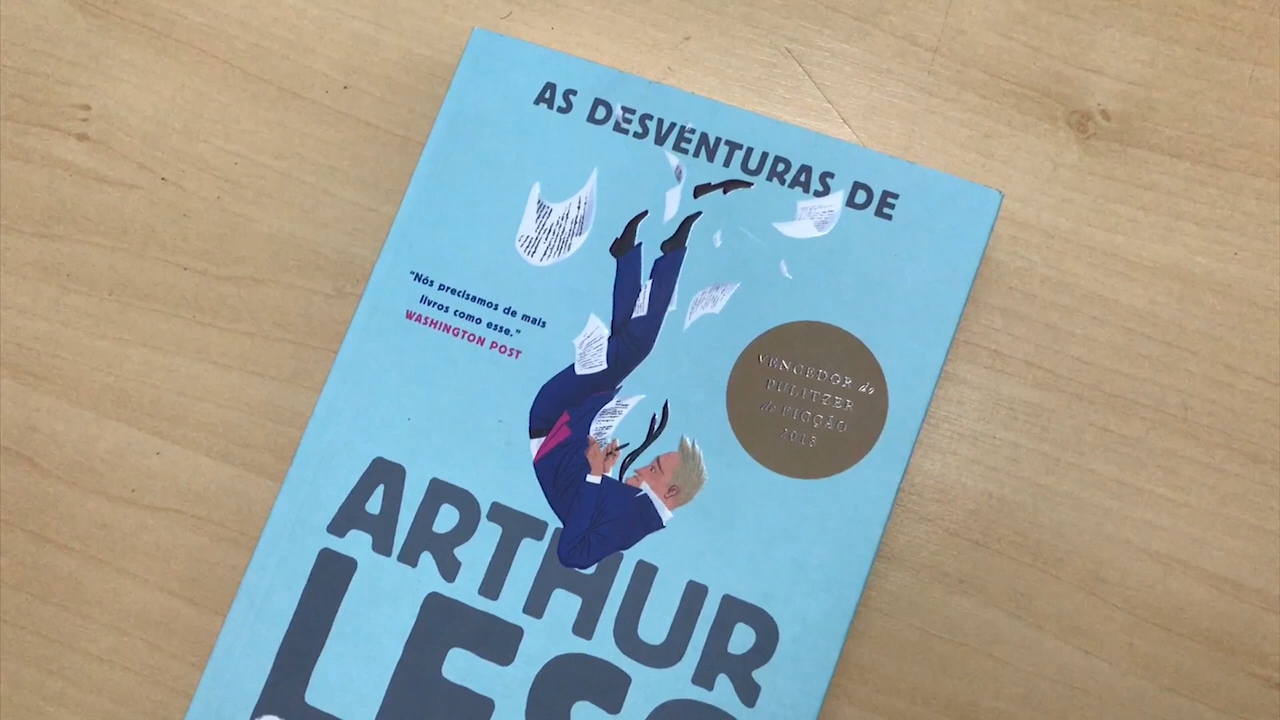 AS DESVENTURAS DE
“Nós precisamos de mais
livros como esse.”
WASHINGTON POST
VENCEDOR do
PULITZER
de FICÇÃO
2018
ARTHUR
LESS